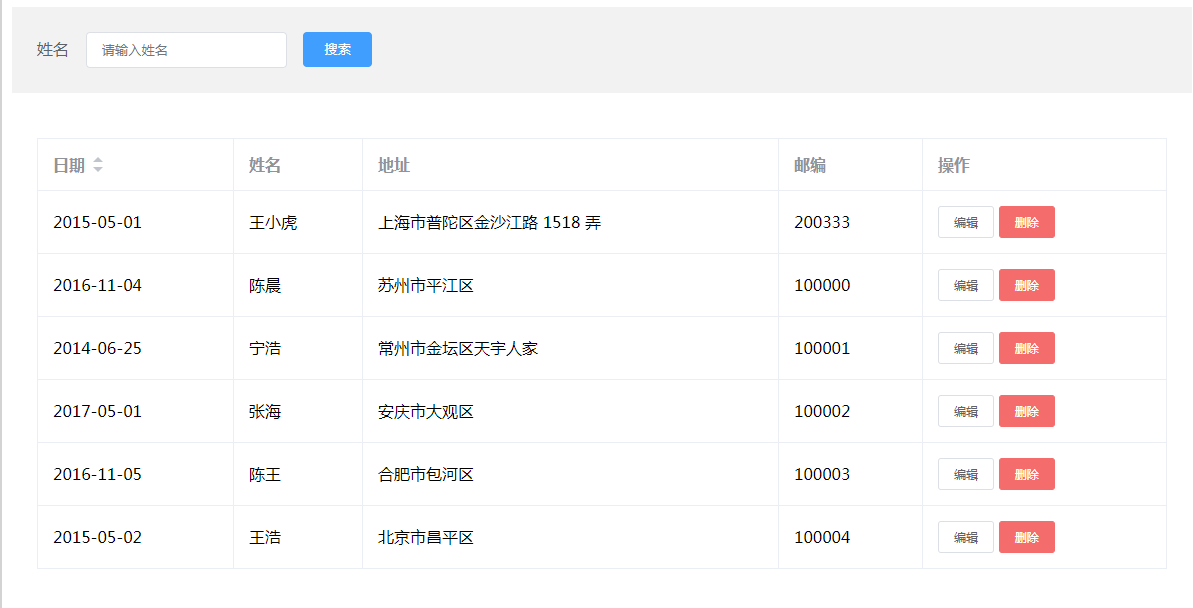 姓名 请输入姓名 搜索
日期 姓名 地址 邮编 操作
2015-05-01 王小虎 上海市普陀区金沙江路 1518 弄 200333 编辑 删除
2016-11-04 陈晨 苏州市平江区 100000 编辑 删除
2014-06-25 宁浩 常州市金坛区天宇人家 100001 编辑 删除
2017-05-01 张海 安庆市大观区 100002 编辑 删除
2016-11-05 陈王 合肥市包河区 100003 编辑 删除
2015-05-02 王浩 北京市昌平区 100004 编辑 删除